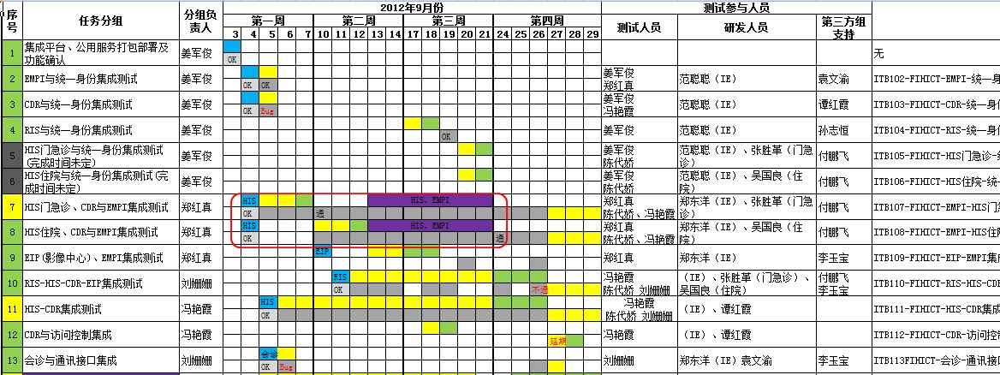 序号 任务分组 分组负责人 2012年9月份 测试参与人员
第一周 第二周 第三周 第四周 测试人员 研发人员 第三方组支持
3 4 5 6 7 10 11 12 13 14 17 18 19 20 21 24 25 26 27 28 29
1 集成平台、公用服务打包部署及功能确认 姜军俊 无
OK
2 EMPI与统一身份集成测试 姜军俊 姜军俊 郑红真 范聪聪（IE） 袁文渝 ITB102-FIHICT-EMPI-统一身
OK OK
3 CDR与统一身份集成测试 姜军俊 姜军俊 冯艳霞 范聪聪（IE） 谭红霞 ITB103-FIHICT-CDR-统一身份
OK Bug
4 RIS与统一身份集成测试 姜军俊 姜军俊 范聪聪（IE） 孙志恒 ITB104-FIHICT-RIS-统一身份
OK
5 HIS门急诊与统一身份集成测试(完成时间未定) 姜军俊 姜军俊 陈代娇 范聪聪（IE）、张胜革（门急诊） 付鹏飞 ITB105-FIHICT-HIS门急诊-统
6 HIS住院与统一身份集成测试(完成时间未定) 姜军俊 姜军俊 陈代娇 范聪聪（IE）、吴国良（住院） 付鹏飞 ITB106-FIHICT-HIS住院-统一
7 HIS门急诊、CDR与EMPI集成测试 郑红真 HIS HIS、EMPI 郑红真 陈代娇、冯艳霞 郑东洋（IE）、张胜革（门急诊） 付鹏飞 ITB107-FIHICT-EMPI-HIS门
OK 通
8 HIS住院、CDR与EMPI集成测试 郑红真 HIS HIS、EMPI 郑红真 陈代娇、冯艳霞 郑东洋（IE）、吴国良（住院） 付鹏飞 ITB108-FIHICT-EMPI-HIS住
OK 通
9 EIP(影像中心)、EMPI集成测试 郑红真 EIP 郑红真 郑东洋（IE） 李玉宝 ITB109-FIHICT-EIP-EMPI集成
10 RIS-HIS-CDR-EIP集成测试 刘姗姗 RIS 冯艳霞 陈代娇 刘姗姗 （IE）、张胜革（门急诊）、吴国良（住院） 付鹏飞 李玉宝 ITB110-FIHICT-RIS-HIS-CDR
OK 不通
11 HIS-CDR集成测试 冯艳霞 HIS 冯艳霞 陈代娇 刘姗姗 （IE）、谭红霞 ITB111-FIHICT-HIS-CDR集成
OK
12 CDR与访问控制集成 冯艳霞 冯艳霞 （IE）、谭红霞 ITB112-FIHICT-CDR-访问控制
延期
13 会诊与通讯接口集成 刘姗姗 会诊 刘姗姗 郑东洋（IE）袁文渝 李玉宝 ITB113FIHICT-会诊-通讯接口
OK Bug